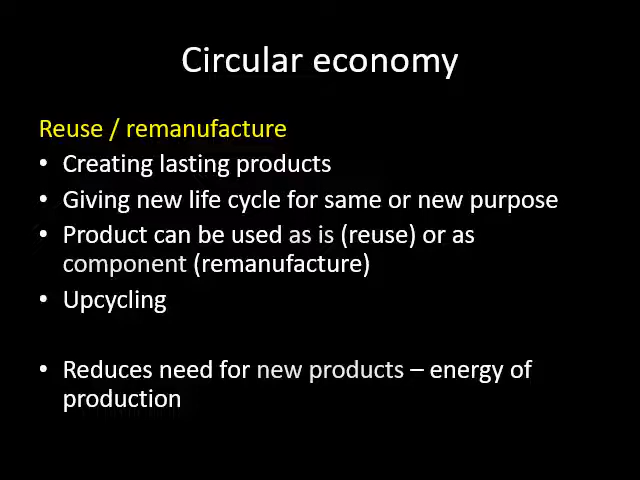 Circular economy
Reuse / remanufacture
• Creating lasting products
• Giving new life cycle for same or new purpose
• Product can be used as is (reuse) or as
component (remanufacture)
• Upcycling
• Reduces need for new products – energy of
production